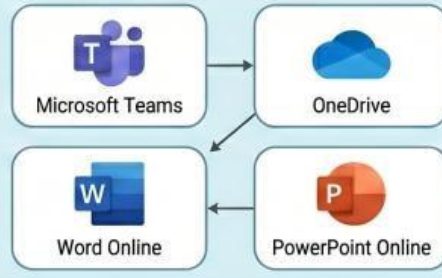 T
Microsoft Teams
OneDrive
W
Word Online
P
PowerPoint Online